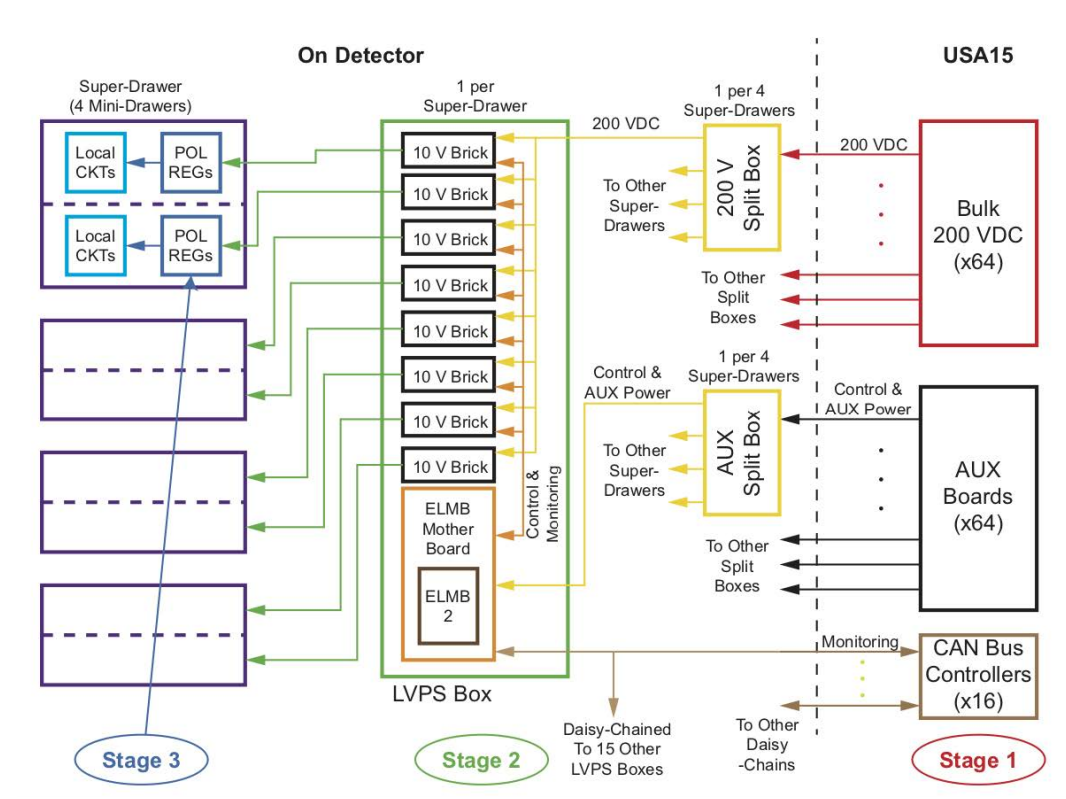 On Detector
USA15
Super-Drawer
(4 Mini-Drawers)
1 per
Super-Drawer
1 per 4
Super-Drawers
Local
CKTs
POL
REGs
Local
CKTs
POL
REGs
10 V Brick
10 V Brick
10 V Brick
10 V Brick
10 V Brick
10 V Brick
10 V Brick
10 V Brick
ELMB
Mother
Board
ELMB
2
Control &
Monitoring
LVPS Box
200 VDC
200 V
Split Box
To Other
Super-
Drawers
200 VDC
Bulk
200 VDC
(x64)
To Other
Split
Boxes
1 per 4
Super-Drawers
Control &
AUX Power
AUX
Split Box
To Other
Super-
Drawers
Control &
AUX Power
AUX
Boards
(x64)
To Other
Split
Boxes
Monitoring
CAN Bus
Controllers
(x16)
Daisy-Chained
To 15 Other
LVPS Boxes
To Other
Daisy
-Chains
Stage 3
Stage 2
Stage 1